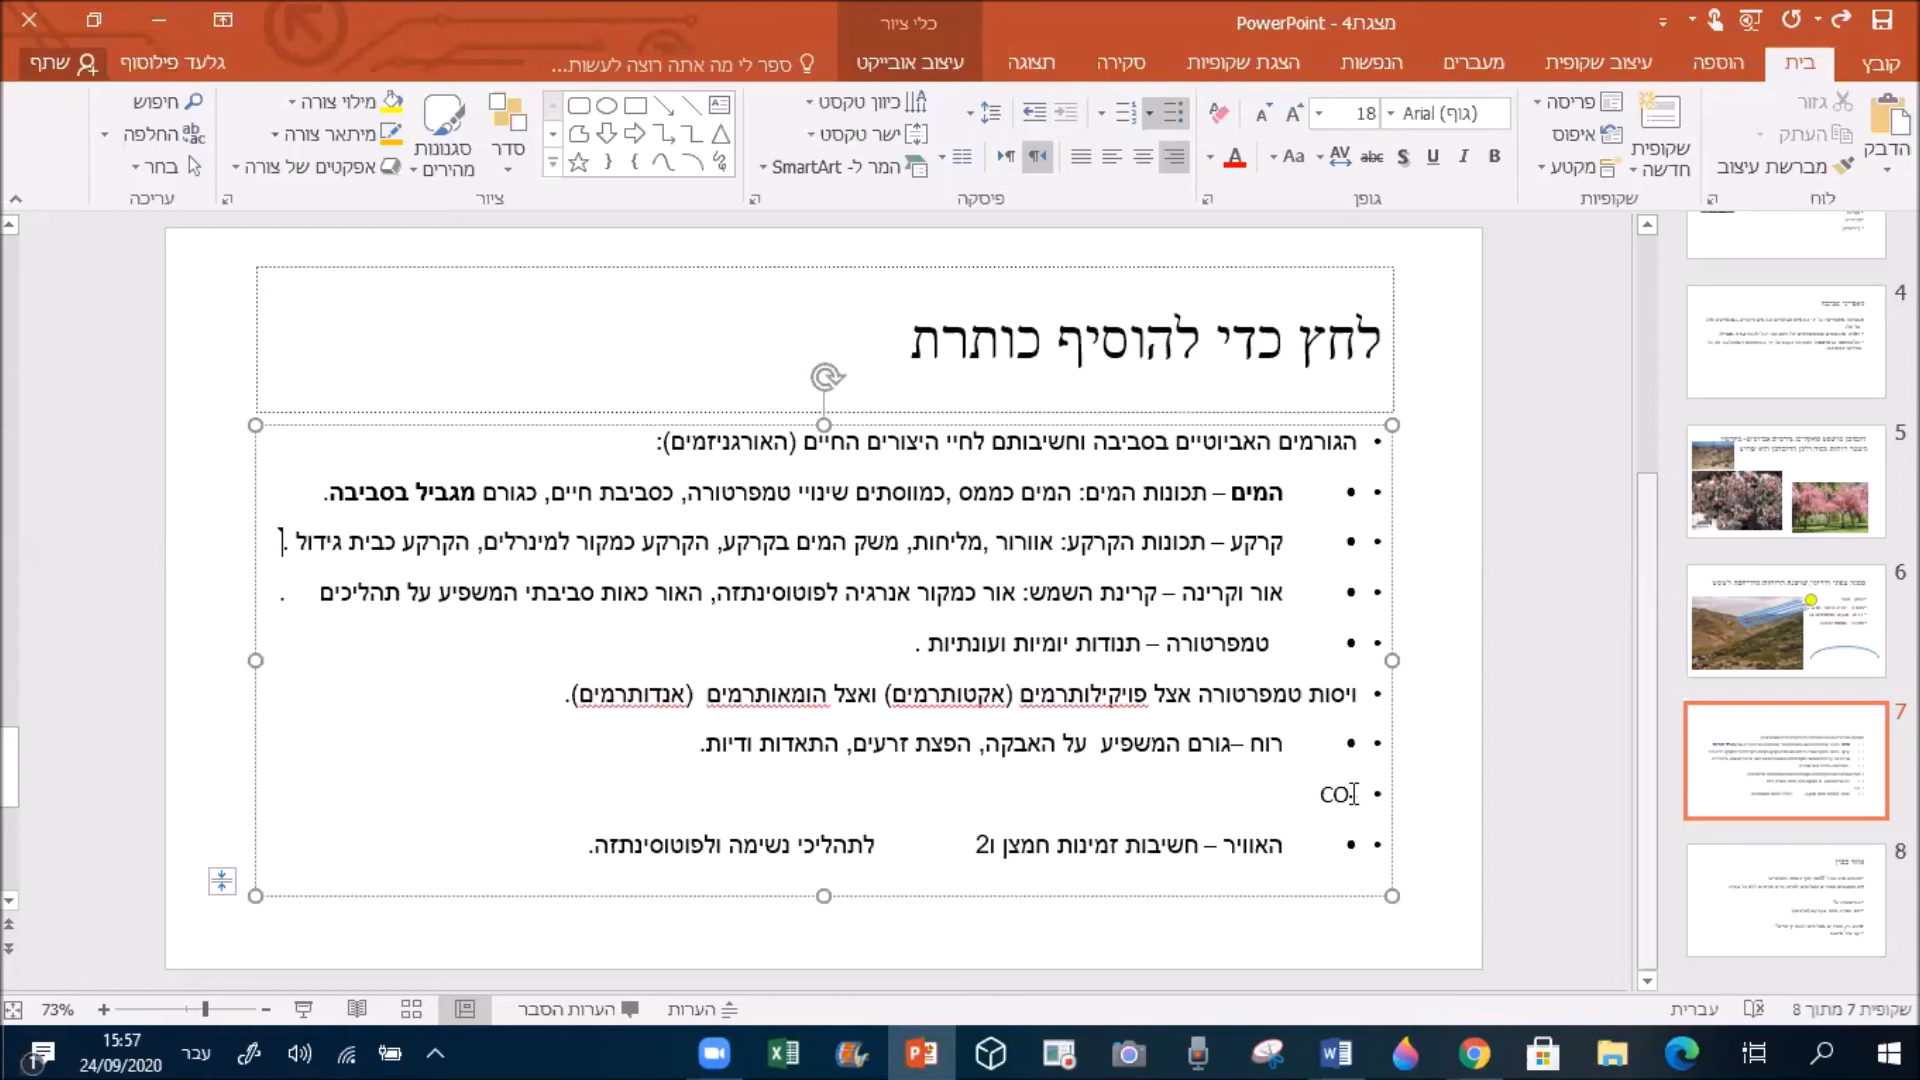 מצגת4 - PowerPoint
כלי ציור
קובץ
בית
הוספה
עיצוב שקופית
מעברים
הנפשות
הצגת שקופיות
סקירה
תצוגה
עיצוב אובייקט
ספר לי מה אתה רוצה לעשות...
גלעד פילוסוף
שתף
הדבק
גזור
העתק
מברשת עיצוב
לוח
שקופית חדשה
פריסה
איפוס
מקטע
שקופיות
Arial (גוף)
18
גופן
כיוון טקסט
ישר טקסט
המר ל- SmartArt
פיסקה
סדר
סגנונות מהירים
מילוי צורה
מיתאר צורה
אפקטים של צורה
ציור
חיפוש
החלפה
בחר
עריכה
לחץ כדי להוסיף כותרת
• הגורמים האביוטיים בסביבה וחשיבותם לחיי היצורים החיים (האורגניזמים):
• • המים – תכונות המים: המים כממס ,כמווסתים שינויי טמפרטורה, כסביבת חיים, כגורם מגביל בסביבה.
• • קרקע – תכונות הקרקע: אוורור ,מליחות, משק המים בקרקע, הקרקע כמקור למינרלים, הקרקע כבית גידול .
• • אור וקרינה – קרינת השמש: אור כמקור אנרגיה לפוטוסינתזה, האור כאות סביבתי המשפיע על תהליכים .
• • טמפרטורה – תנודות יומיות ועונתיות .
• ויסות טמפרטורה אצל פויקילותרמים (אקטותרמים) ואצל הומאותרמים (אנדותרמים).
• • רוח –גורם המשפיע על האבקה, הפצת זרעים, התאדות ודיות.
• CO
• • האוויר – חשיבות זמינות חמצן ו2 לתהליכי נשימה ולפוטוסינתזה.
4
5
6
7
8
שקופית 7 מתוך 8
עברית
הערות
הערות הסבר
73%
עבר
15:57
24/09/2020
1